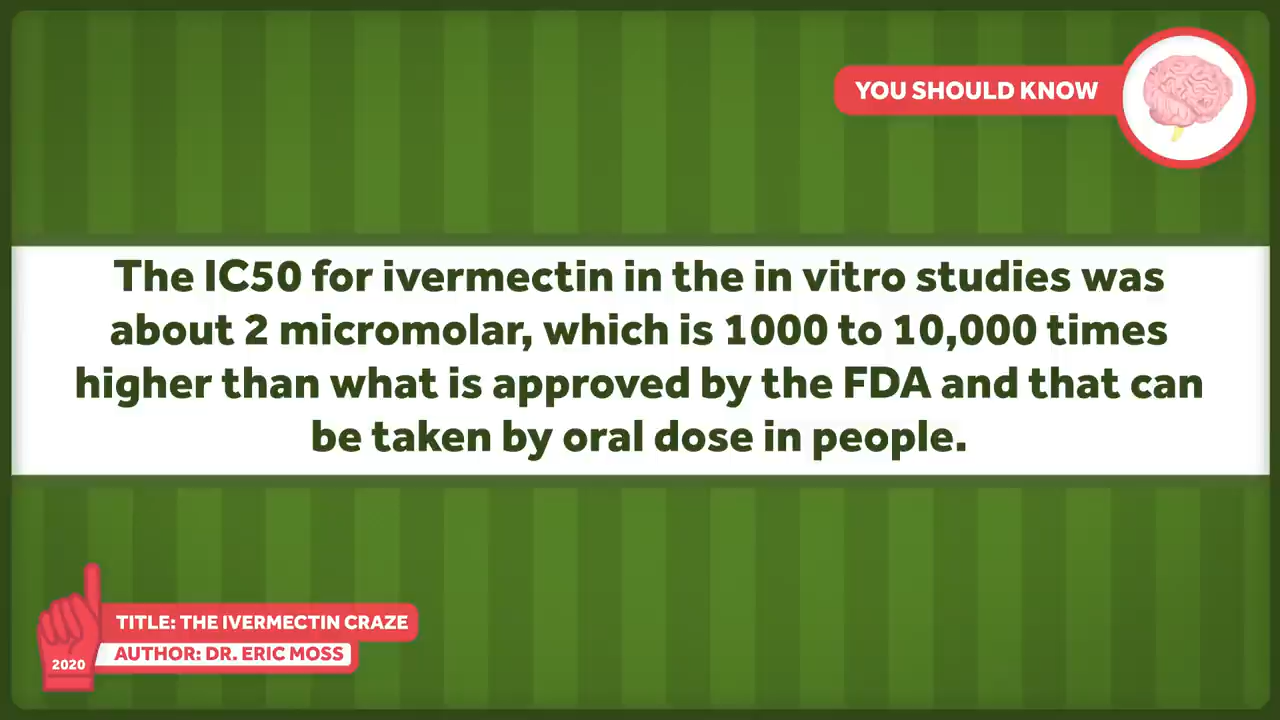 YOU SHOULD KNOW
The IC50 for ivermectin in the in vitro studies was
about 2 micromolar, which is 1000 to 10,000 times
higher than what is approved by the FDA and that can
be taken by oral dose in people.
TITLE: THE IVERMECTIN CRAZE
AUTHOR: DR. ERIC MOSS
2020